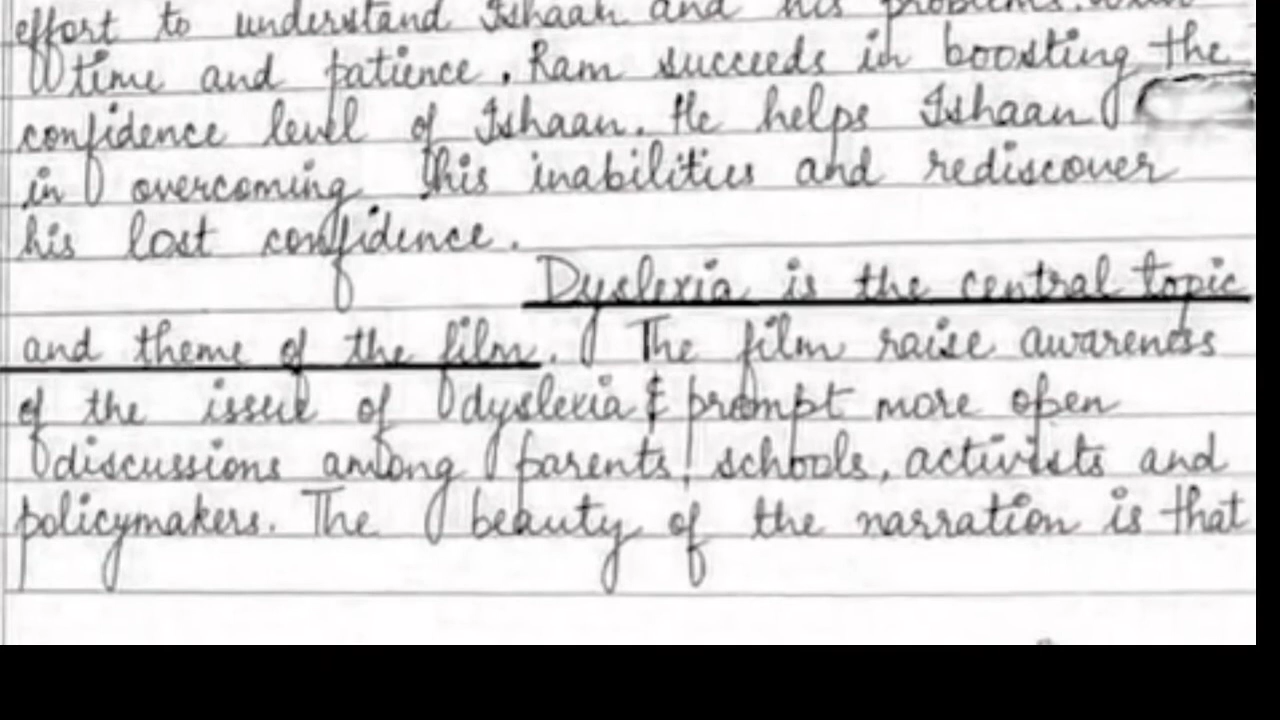 effort to understand Ishaan and his problems. With
time and patience, Ram succeeds in boosting the
confidence level of Ishaan. He helps Ishaan
in overcoming his inabilities and rediscover
his lost confidence.
Dyslexia is the central topic
and theme of the film. The film raise awareness
of the issue of dyslexia & prompt more open
discussions among parents, schools, activists and
policymakers. The beauty of the narration is that